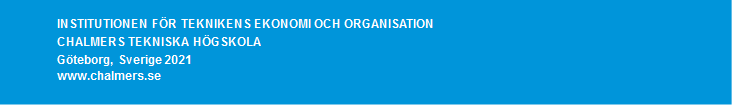 INSTITUTIONEN FÖR TEKNIKENS EKONOMI OCH ORGANISATION
CHALMERS TEKNISKA HÖGSKOLA
Göteborg, Sverige 2021
www.chalmers.se